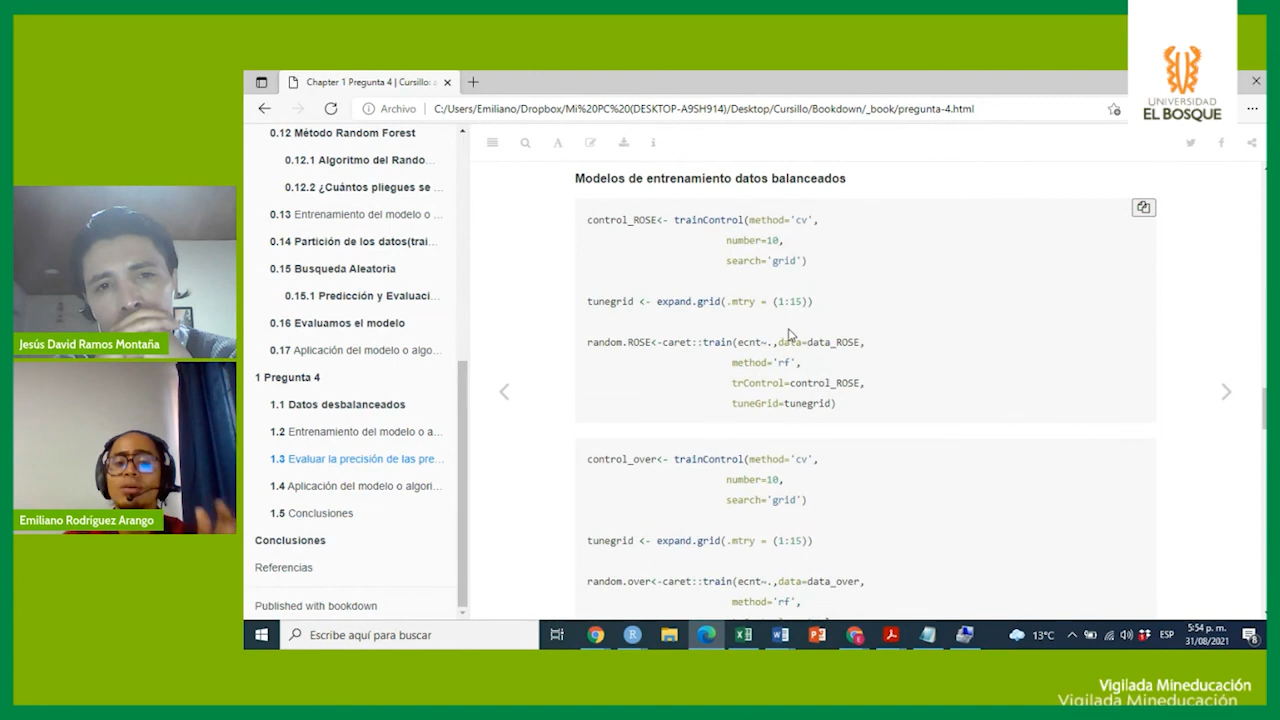 UNIVERSIDAD
EL BOSQUE
Chapter 1 Pregunta 4 | Cursillo: a
Archivo
C:/Users/Emiliano/Dropbox/Mi%20PC%20(DESKTOP-A95H914)/Desktop/Cursillo/Bookdown/_book/pregunta-4.html
0.12 Método Random Forest
0.12.1 Algoritmo del Rando…
0.12.2 ¿Cuántos pliegues se …
0.13 Entrenamiento del modelo o …
0.14 Partición de los datos(trai…
0.15 Busqueda Aleatoria
0.15.1 Predicción y Evaluaci…
0.16 Evaluamos el modelo
0.17 Aplicación del modelo o algo…
1 Pregunta 4
1.1 Datos desbalanceados
1.2 Entrenamiento del modelo o a…
1.3 Evaluar la precisión de las pre…
1.4 Aplicación del modelo o algori…
1.5 Conclusiones
Conclusiones
Referencias
Published with bookdown
Modelos de entrenamiento datos balanceados
control_ROSE<- trainControl(method='cv',
number=10,
search='grid')
tunegrid <- expand.grid(.mtry = (1:15))
random.ROSE<-caret::train(ecnt~.,data=data_ROSE,
method='rf',
trControl=control_ROSE,
tuneGrid=tunegrid)
control_over<- trainControl(method='cv',
number=10,
search='grid')
tunegrid <- expand.grid(.mtry = (1:15))
random.over<-caret::train(ecnt~.,data=data_over,
method='rf',
Jesús David Ramos Montaña
Emiliano Rodríguez Arango
Escribe aquí para buscar
13°C
ESP
5:54 p. m.
31/08/2021
Vigilada Mineducación
Vigilada Mineducación